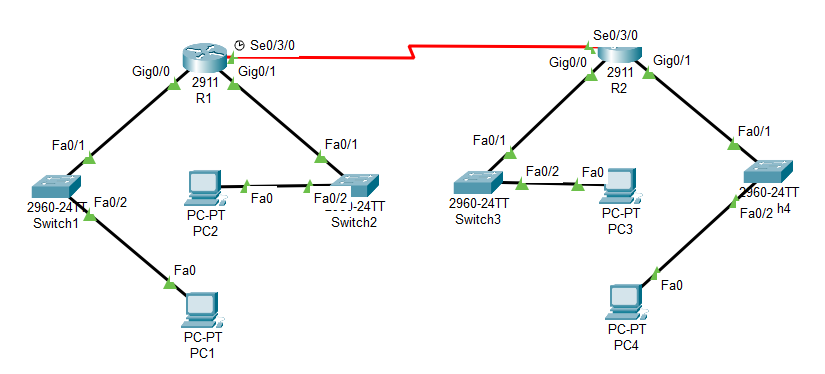 Se0/3/0
Gig0/0
Gig0/1
2911
R1
Fa0/1
2960-24TT
Switch1
Fa0/2
Fa0
PC-PT
PC1
PC-PT
PC2
Fa0
Fa0/2
Fa0/1
-24TT
Switch2
Se0/3/0
Gig0/0
Gig0/1
2911
R2
Fa0/1
2960-24TT
Switch3
Fa0/2
Fa0
PC-PT
PC3
Fa0/1
2960-24TT
h4
Fa0/2
Fa0
PC-PT
PC4